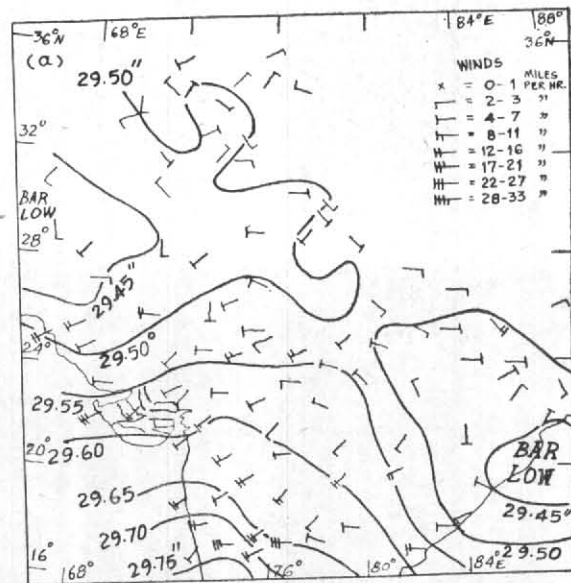 36°N 68°E 84°E 88°
36°N
(a)
29.50"
WINDS
MILES PER HR.
x = 0-1
= 2-3 "
= 4-7 "
= 8-11 "
= 12-16 "
= 17-21 "
= 22-27 "
= 28-33 "
32°
BAR
LOW
28°
29.45"
29.50"
24°
29.55
20°
29.60
BAR
LOW
29.65
29.45"
29.70
29.50
29.75"
16° 68° 76° 80° 84°E